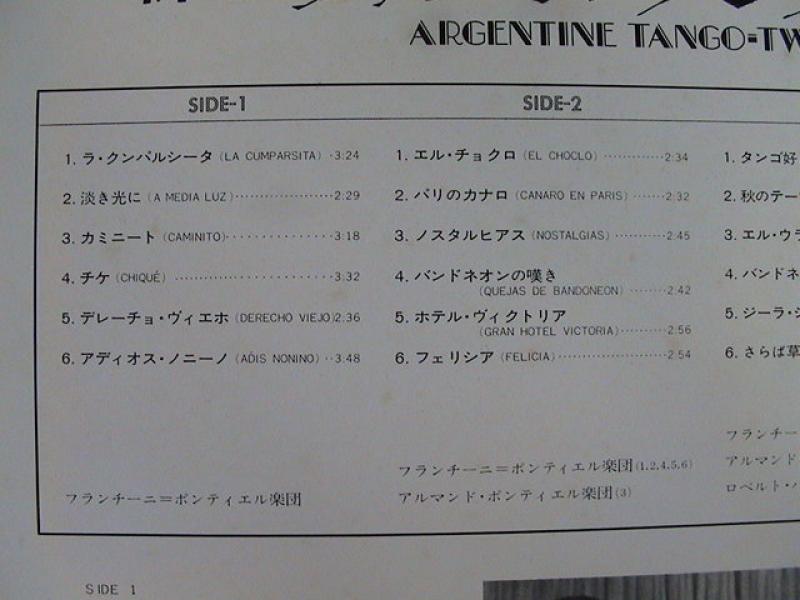 ARGENTINE TANGO=TW
SIDE-1
1. ラ・クンパルシータ (LA CUMPARSITA) ·3:24
2. 淡き光に (A MEDIA LUZ)··················2:29
3. カミニート (CAMINITO)···············3:18
4. チケ (CHIQUÉ) ··························3:32
5. デレーチョ・ヴィエホ (DERECHO VIEJO)2:36
6. アディオス・ノニーノ (ADIS NONINO) ··3:48
フランチーニ=ポンティエル楽団
SIDE-2
1. エル・チョクロ (EL CHOCLO) ············2:34
2. パリのカナロ (CANARO EN PARIS) ·······2:32
3. ノスタルヒアス (NOSTALGIAS) ···········2:45
4. バンドネオンの嘆き
(QUEJAS DE BANDONEON) ········2:42
5. ホテル・ヴィクトリア
(GRAN HOTEL VICTORIA)··········2:56
6. フェリシア (FELICIA)·······················2:54
フランチーニ=ポンティエル楽団(1,2,4,5,6)
アルマンド・ポンティエル楽団(3)
1. タンゴ好
2. 秋のテー
3. エル・ウ
4. バンドネ
5. ジーラ・
6. さらば草
フランチー
アルマンド
ロベルト・
SIDE 1